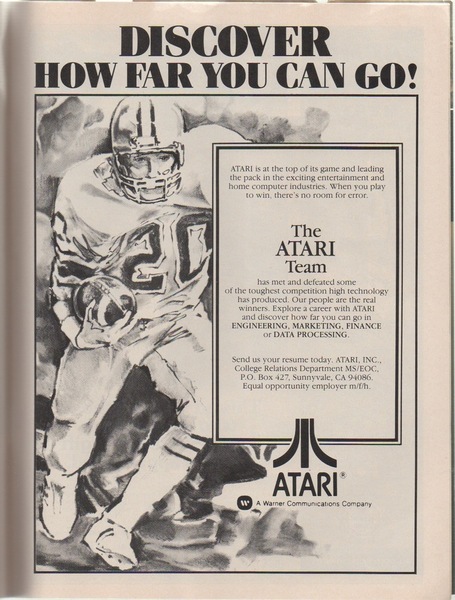 DISCOVER
HOW FAR YOU CAN GO!
ATARI is at the top of its game and leading
the pack in the exciting entertainment and
home computer industries. When you play
to win, there's no room for error.
The
ATARI
Team
has met and defeated some
of the toughest competition high technology
has produced. Our people are the real
winners. Explore a career with ATARI
and discover how far you can go in
ENGINEERING, MARKETING, FINANCE
or DATA PROCESSING.
Send us your resume today. ATARI, INC.,
College Relations Department MS/EOC,
P.O. Box 427, Sunnyvale, CA 94086.
Equal opportunity employer m/f/h.
20
ATARI®
W A Warner Communications Company